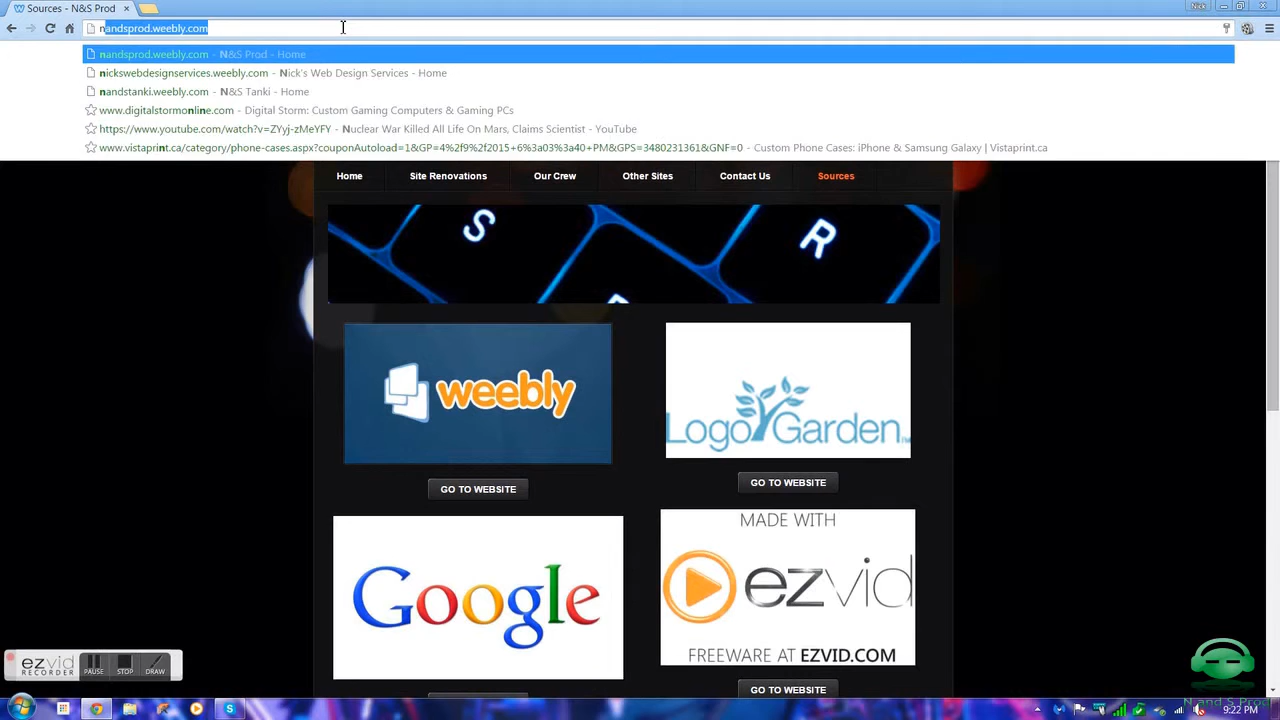 Sources - N&S Prod
Nick
nandsprod.weebly.com
nandsprod.weebly.com - N&S Prod - Home
nickswebdesignservices.weebly.com - Nick's Web Design Services - Home
nandstanki.weebly.com - N&S Tanki - Home
www.digitalstormonline.com - Digital Storm: Custom Gaming Computers & Gaming PCs
https://www.youtube.com/watch?v=ZYyj-zMeYFY - Nuclear War Killed All Life On Mars, Claims Scientist - YouTube
www.vistaprint.ca/category/phone-cases.aspx?couponAutoload=1&GP=4%2f9%2f2015+6%3a03%3a40+PM&GPS=3480231361&GNF=0 - Custom Phone Cases: iPhone & Samsung Galaxy | Vistaprint.ca
Home Site Renovations Our Crew Other Sites Contact Us Sources
S R
weebly
LogoGarden
GO TO WEBSITE
GO TO WEBSITE
Google
MADE WITH
ezvid
FREEWARE AT EZVID.COM
GO TO WEBSITE
ezvid
RECORDER
PAUSE STOP DRAW
N and S Prod
9:22 PM